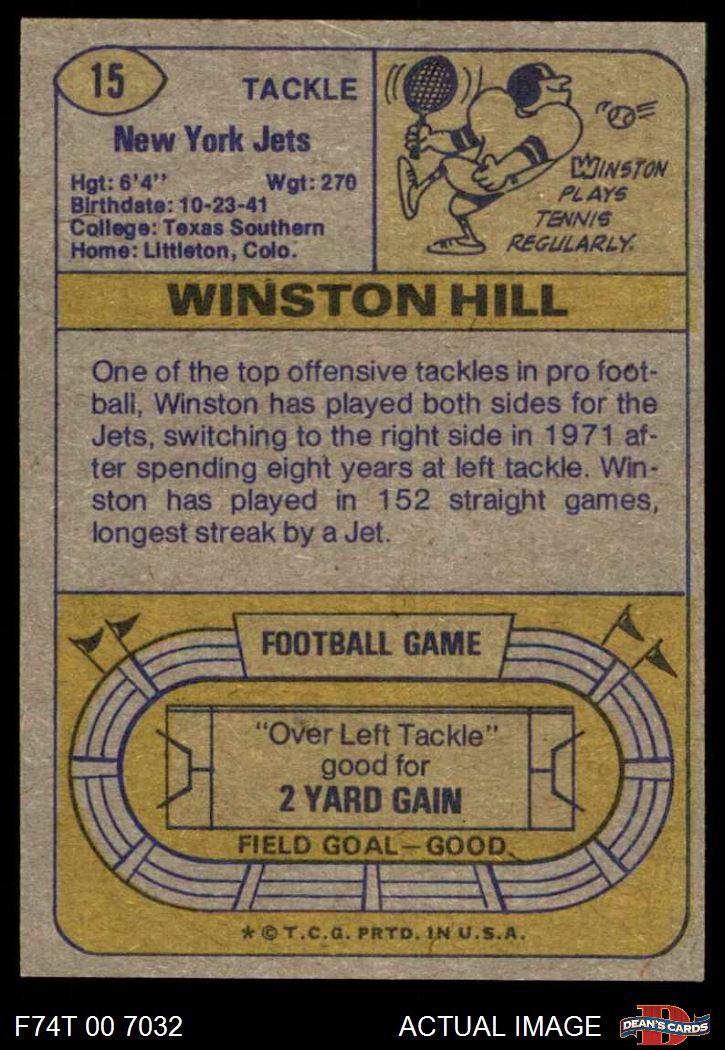 15
TACKLE
New York Jets
Hgt: 6'4" Wgt: 270
Birthdate: 10-23-41
College: Texas Southern
Home: Littleton, Colo.
WINSTON
PLAYS
TENNIS
REGULARLY.
WINSTON HILL
One of the top offensive tackles in pro foot-
ball, Winston has played both sides for the
Jets, switching to the right side in 1971 af-
ter spending eight years at left tackle. Win-
ston has played in 152 straight games,
longest streak by a Jet.
FOOTBALL GAME
"Over Left Tackle"
good for
2 YARD GAIN
FIELD GOAL—GOOD
* © T.C.G. PRTD. IN U.S.A.
F74T 00 7032 ACTUAL IMAGE
D
DEAN'S CARDS